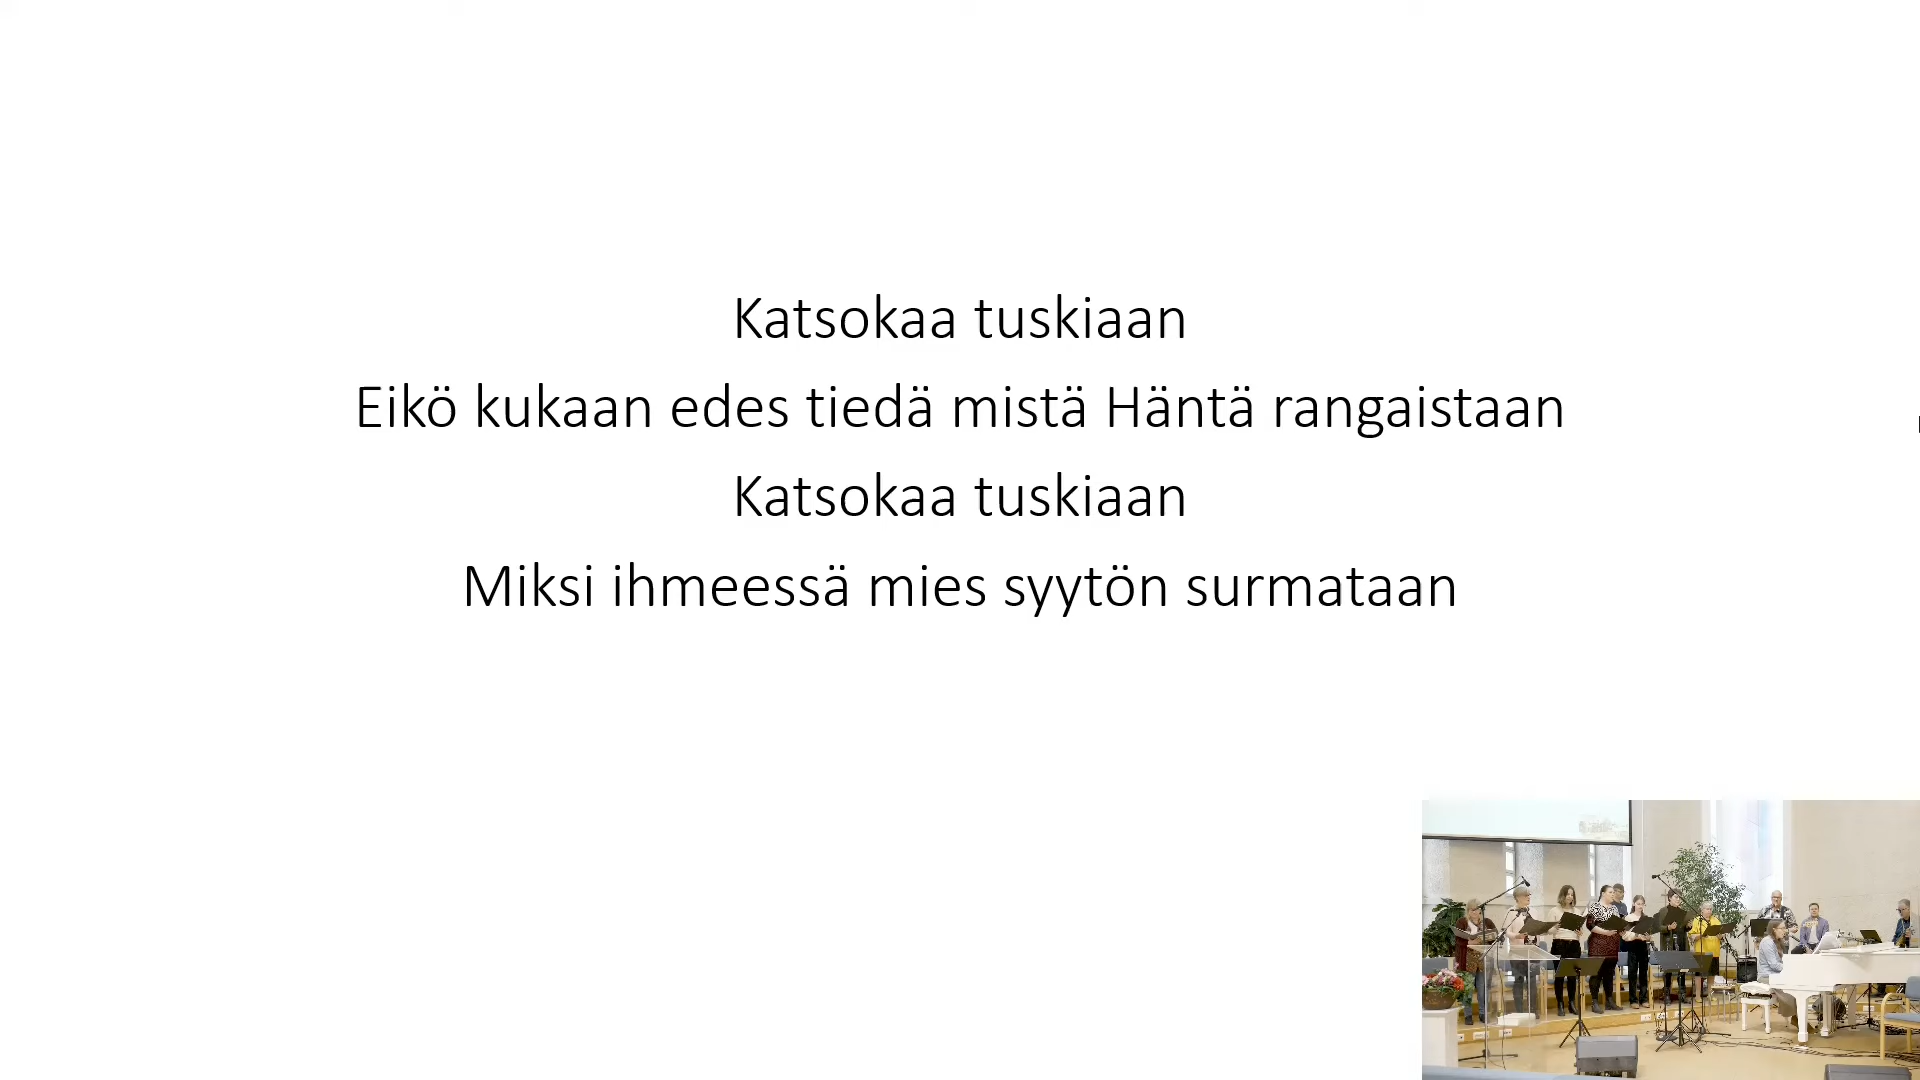 Katsokaa tuskiaan
Eikö kukaan edes tiedä mistä Häntä rangaistaan
Katsokaa tuskiaan
Miksi ihmeessä mies syytön surmataan